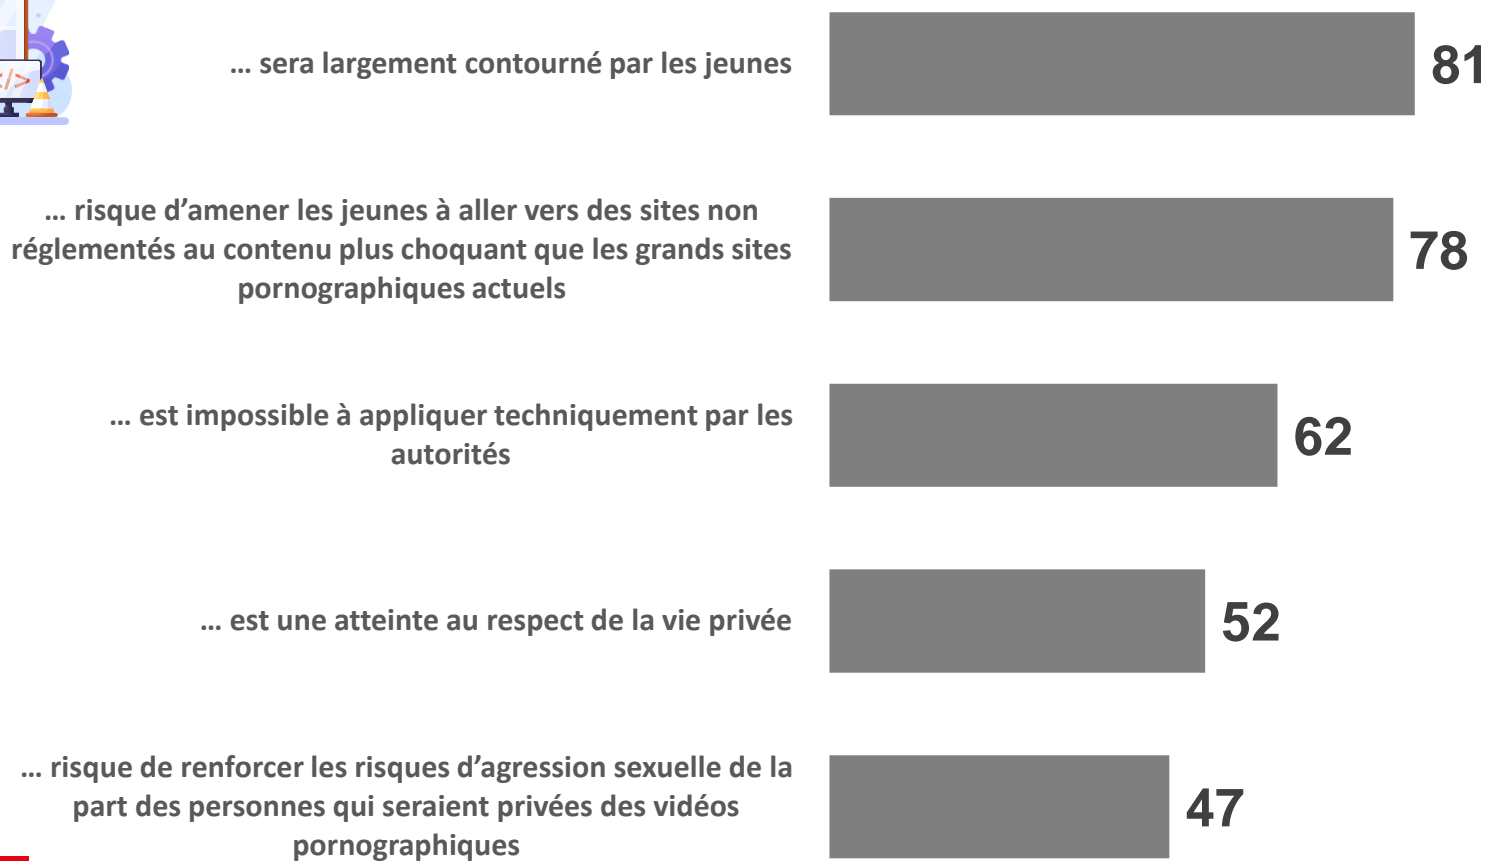 … sera largement contourné par les jeunes
81
… risque d’amener les jeunes à aller vers des sites non
réglementés au contenu plus choquant que les grands sites
pornographiques actuels
78
… est impossible à appliquer techniquement par les
autorités
62
… est une atteinte au respect de la vie privée
52
… risque de renforcer les risques d’agression sexuelle de la
part des personnes qui seraient privées des vidéos
pornographiques
47
/>